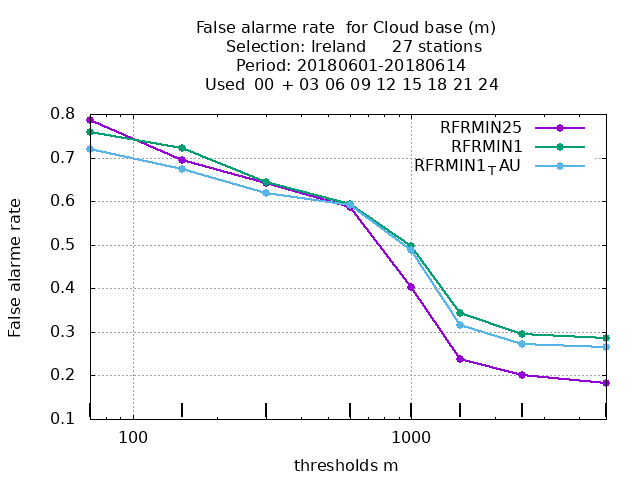 False alarme rate  for Cloud base (m)
Selection: Ireland     27 stations
Period: 20180601-20180614
Used  00  + 03 06 09 12 15 18 21 24
RFRMIN25
RFRMIN1
RFRMIN1TAU
0.8
0.7
0.6
0.5
0.4
0.3
0.2
0.1
False alarme rate
100 1000
thresholds m